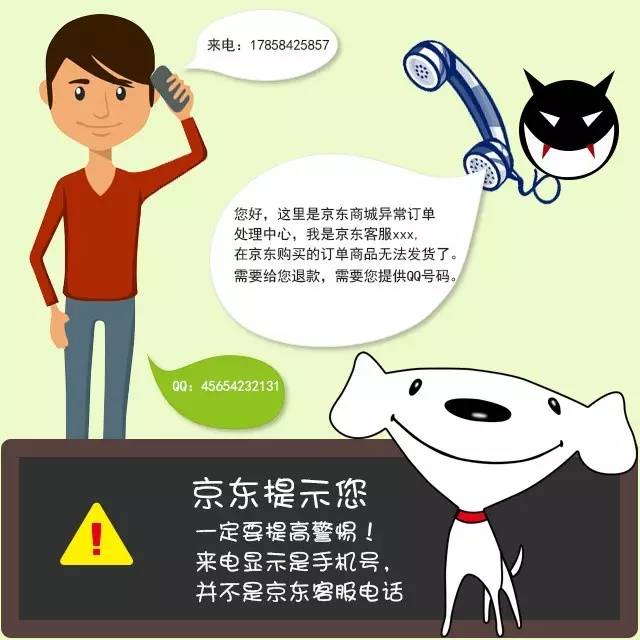 来电：17858425857
您好，这里是京东商城异常订单
处理中心，我是京东客服xxx,
在京东购买的订单商品无法发货了。
需要给您退款，需要您提供QQ号码。
QQ：45654232131
京东提示您
一定要提高警惕！
来电显示是手机号，
并不是京东客服电话